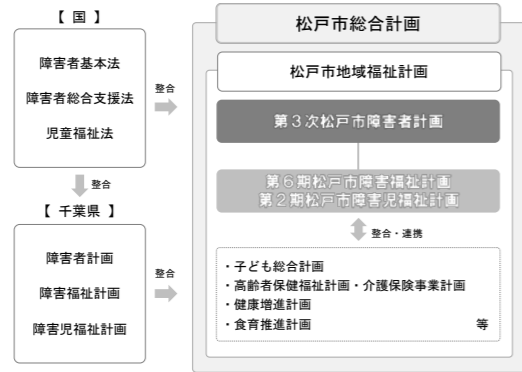 【 国 】
障害者基本法
障害者総合支援法
児童福祉法
整合
整合
【 千葉県 】
障害者計画
障害福祉計画
障害児福祉計画
整合
松戸市総合計画
松戸市地域福祉計画
第３次松戸市障害者計画
第６期松戸市障害福祉計画
第２期松戸市障害児福祉計画
整合・連携
・子ども総合計画
・高齢者保健福祉計画・介護保険事業計画
・健康増進計画
・食育推進計画 等